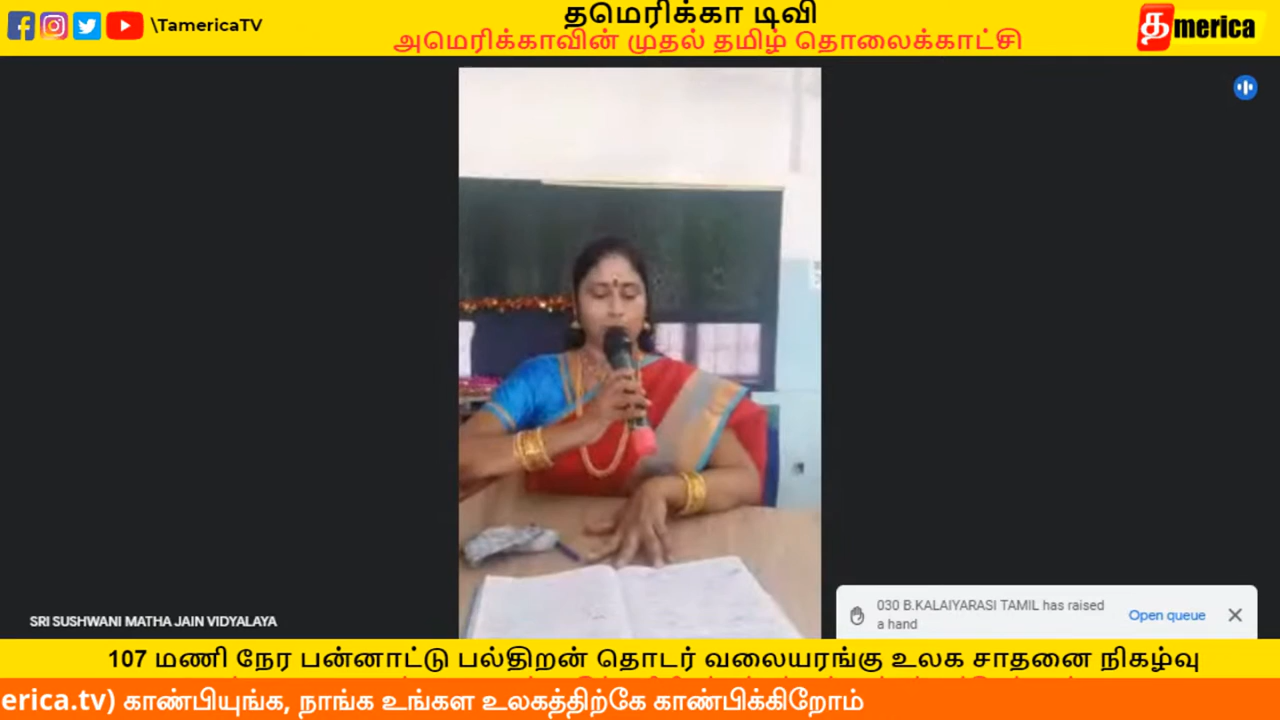 \TamericaTV
தமெரிக்கா டிவி
அமெரிக்காவின் முதல் தமிழ் தொலைக்காட்சி
தmerica
SRI SUSHWANI MATHA JAIN VIDYALAYA
030 B.KALAIYARASI TAMIL has raised
a hand
Open queue
107 மணி நேர பன்னாட்டு பல்திறன் தொடர் வலையரங்கு உலக சாதனை நிகழ்வு
erica.tv) காண்பியுங்க, நாங்க உங்கள உலகத்திற்கே காண்பிக்கிறோம்